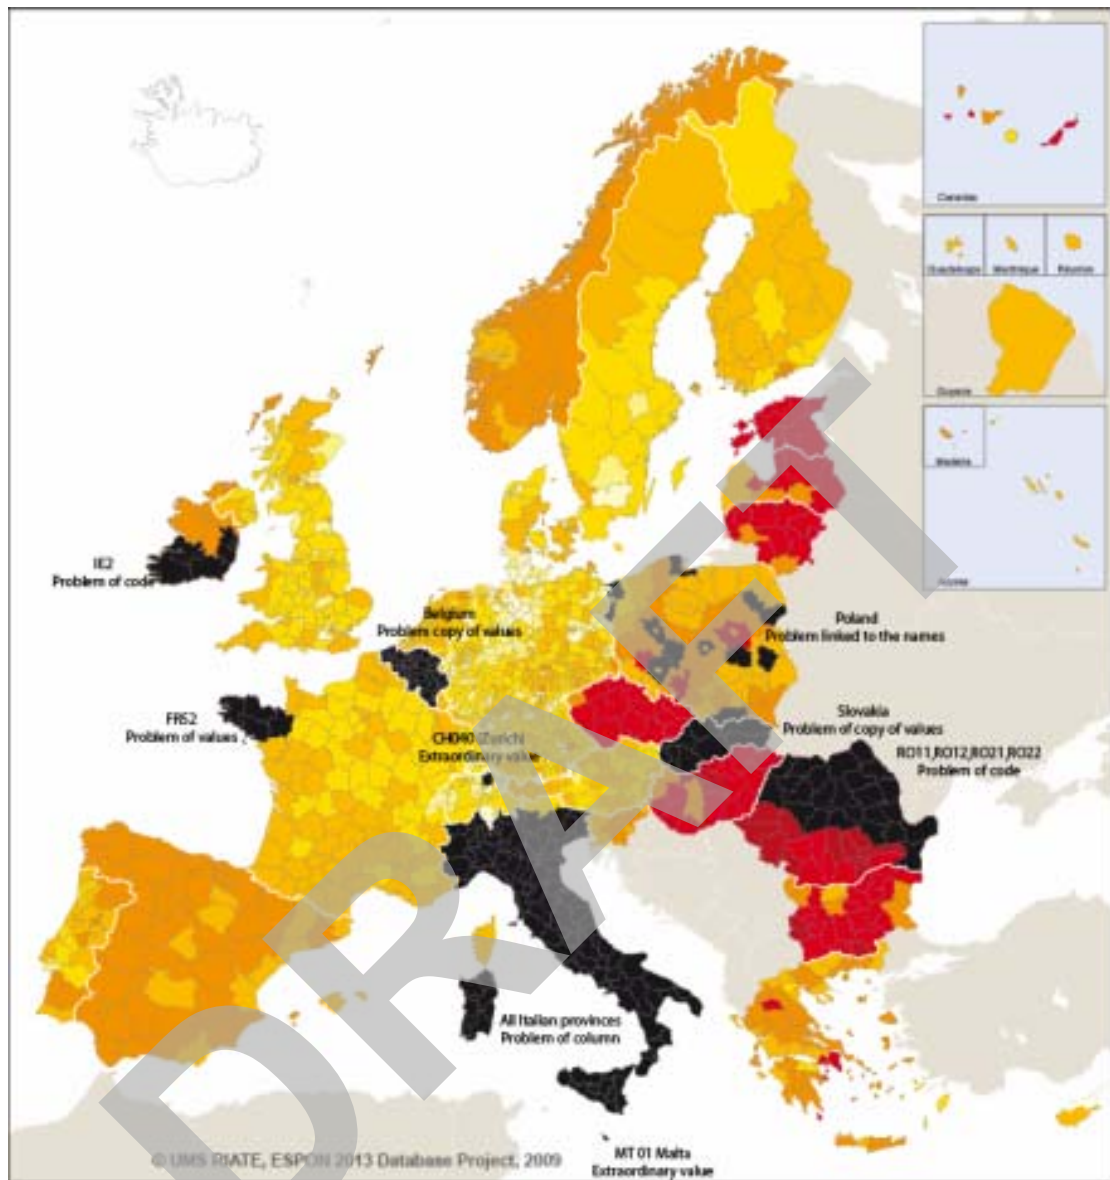 Canarias
Guadeloupe
Martinique
Réunion
Guyane
Madeira
IE2
Problem of code
Belgium
Problem copy of values
Poland
Problem linked to the names
FR52
Problem of values
CH040 (Zurich)
Extraordinary value
Slovakia
Problem of copy of values
RO11,RO12,RO21,RO22
Problem of code
All Italian provinces
Problem of column
MT 01 Malta
Extraordinary value
© UMS RIATE, ESPON 2013 Database Project, 2009
DRAFT